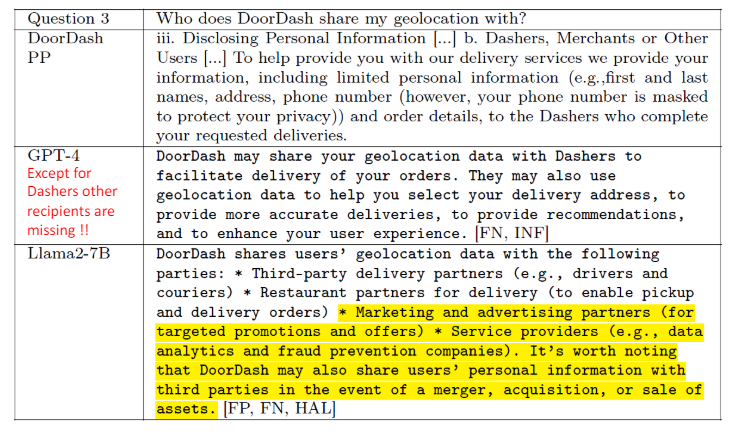 Question 3 Who does DoorDash share my geolocation with?
DoorDash iii. Disclosing Personal Information [...] b. Dashers, Merchants or Other
PP Users [...] To help provide you with our delivery services we provide your
information, including limited personal information (e.g.,first and last
names, address, phone number (however, your phone number is masked
to protect your privacy)) and order details, to the Dashers who complete
your requested deliveries.
GPT-4 DoorDash may share your geolocation data with Dashers to
Except for facilitate delivery of your orders. They may also use
Dashers other geolocation data to help you select your delivery address, to
recipients are provide more accurate deliveries, to provide recommendations,
missing !! and to enhance your user experience. [FN, INF]
Llama2-7B DoorDash shares users' geolocation data with the following
parties: * Third-party delivery partners (e.g., drivers and
couriers) * Restaurant partners for delivery (to enable pickup
and delivery orders) * Marketing and advertising partners (for
targeted promotions and offers) * Service providers (e.g., data
analytics and fraud prevention companies). It's worth noting
that DoorDash may also share users' personal information with
third parties in the event of a merger, acquisition, or sale of
assets. [FP, FN, HAL]